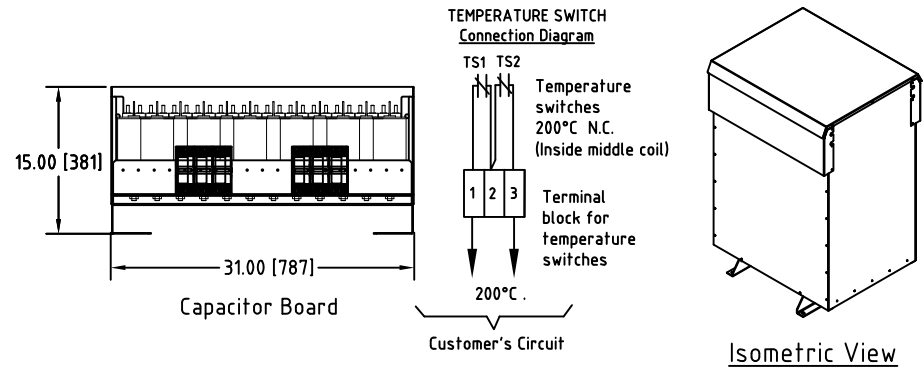 TEMPERATURE SWITCH
Connection Diagram
TS1 TS2
Temperature
switches
200°C N.C.
(Inside middle coil)
15.00 [381]
1 2 3
Terminal
block for
temperature
switches
31.00 [787]
200°C .
Capacitor Board
Customer's Circuit
Isometric View